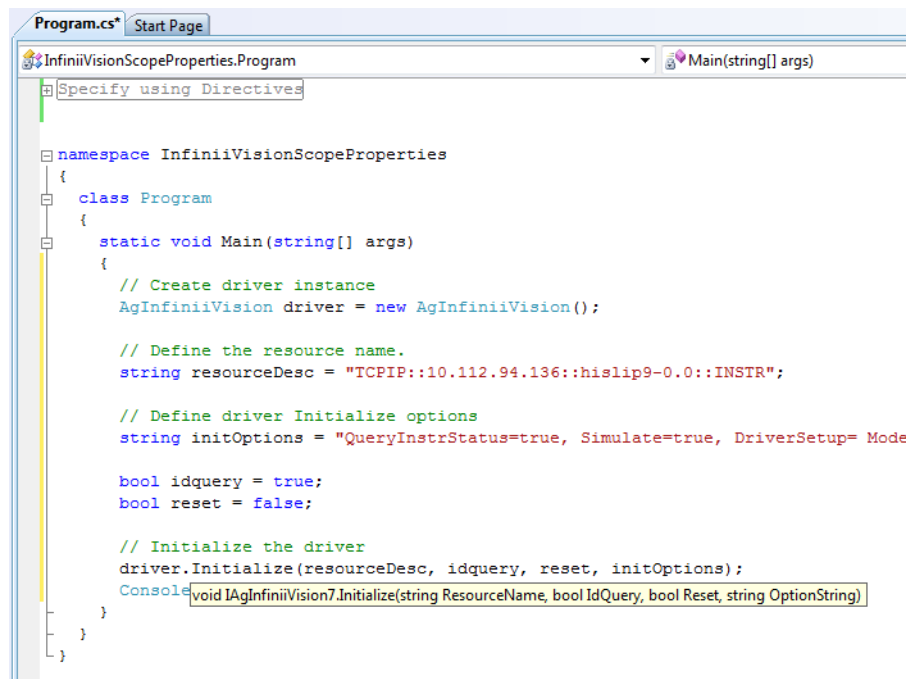 Program.cs* Start Page
InfiniiVisionScopeProperties.Program Main(string[] args)
Specify using Directives
namespace InfiniiVisionScopeProperties
{
class Program
{
static void Main(string[] args)
{
// Create driver instance
AgInfiniiVision driver = new AgInfiniiVision();
// Define the resource name.
string resourceDesc = "TCPIP::10.112.94.136::hislip9-0.0::INSTR";
// Define driver Initialize options
string initOptions = "QueryInstrStatus=true, Simulate=true, DriverSetup= Mode
bool idquery = true;
bool reset = false;
// Initialize the driver
driver.Initialize(resourceDesc, idquery, reset, initOptions);
Console void IAgInfiniiVision7.Initialize(string ResourceName, bool IdQuery, bool Reset, string OptionString)
}
}
}